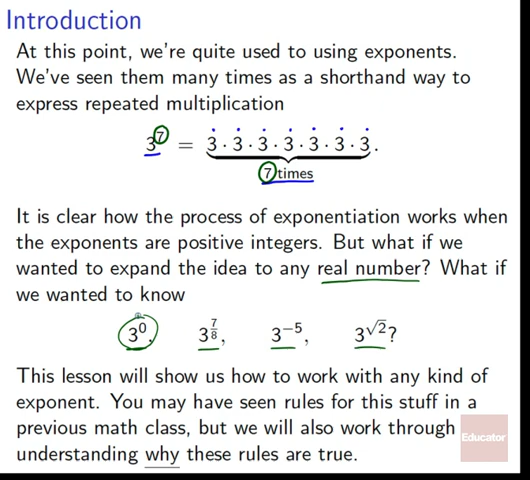 Introduction
At this point, we're quite used to using exponents.
We've seen them many times as a shorthand way to
express repeated multiplication
3⁷ = 3 · 3 · 3 · 3 · 3 · 3 · 3.
7 times
It is clear how the process of exponentiation works when
the exponents are positive integers. But what if we
wanted to expand the idea to any real number? What if
we wanted to know
3⁰, 3^{7/8}, 3⁻⁵, 3^{√2}?
This lesson will show us how to work with any kind of
exponent. You may have seen rules for this stuff in a
previous math class, but we will also work through
Educator
understanding why these rules are true.